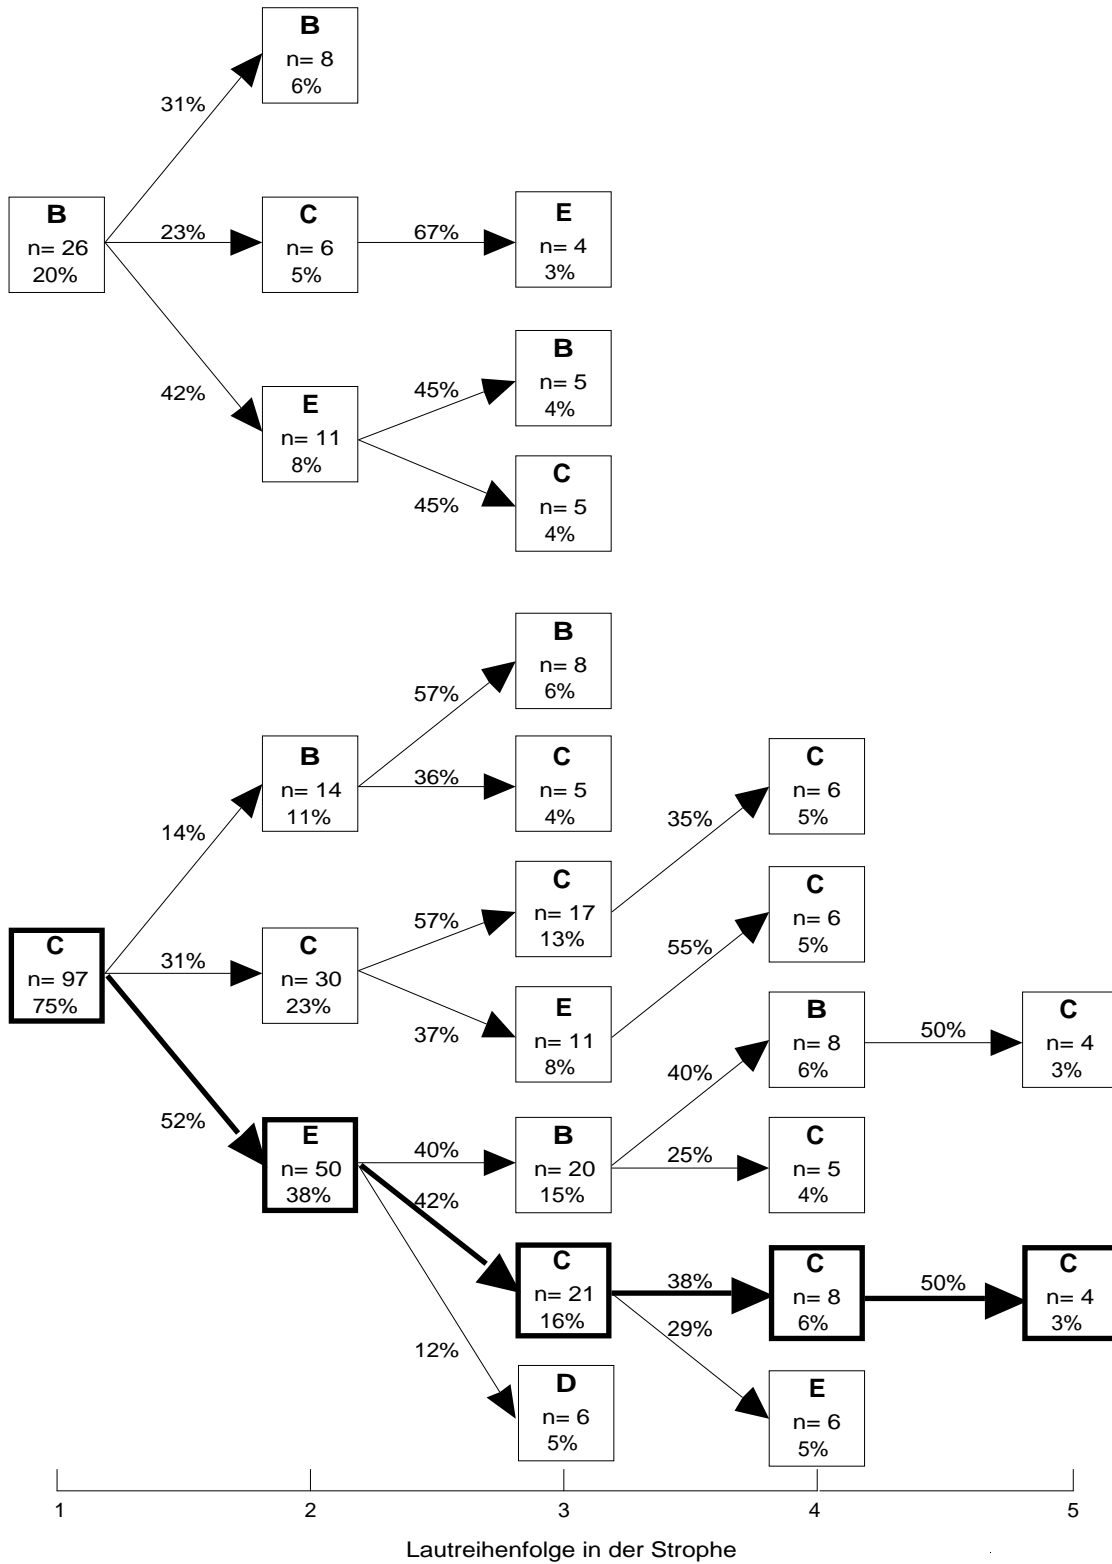 B
n= 8
6%
31%
B
n= 26
20%
23%
C
n= 6
5%
67%
E
n= 4
3%
42%
E
n= 11
8%
45%
B
n= 5
4%
45%
C
n= 5
4%
B
n= 8
6%
57%
B
n= 14
11%
36%
C
n= 5
4%
C
n= 6
5%
14%
35%
C
n= 17
13%
57%
C
n= 6
5%
C
n= 97
75%
31%
C
n= 30
23%
55%
37%
E
n= 11
8%
B
n= 8
6%
50%
C
n= 4
3%
40%
52%
E
n= 50
38%
40%
B
n= 20
15%
25%
C
n= 5
4%
42%
C
n= 21
16%
38%
C
n= 8
6%
50%
C
n= 4
3%
29%
12%
D
n= 6
5%
E
n= 6
5%
1 2 3 4 5
Lautreihenfolge in der Strophe